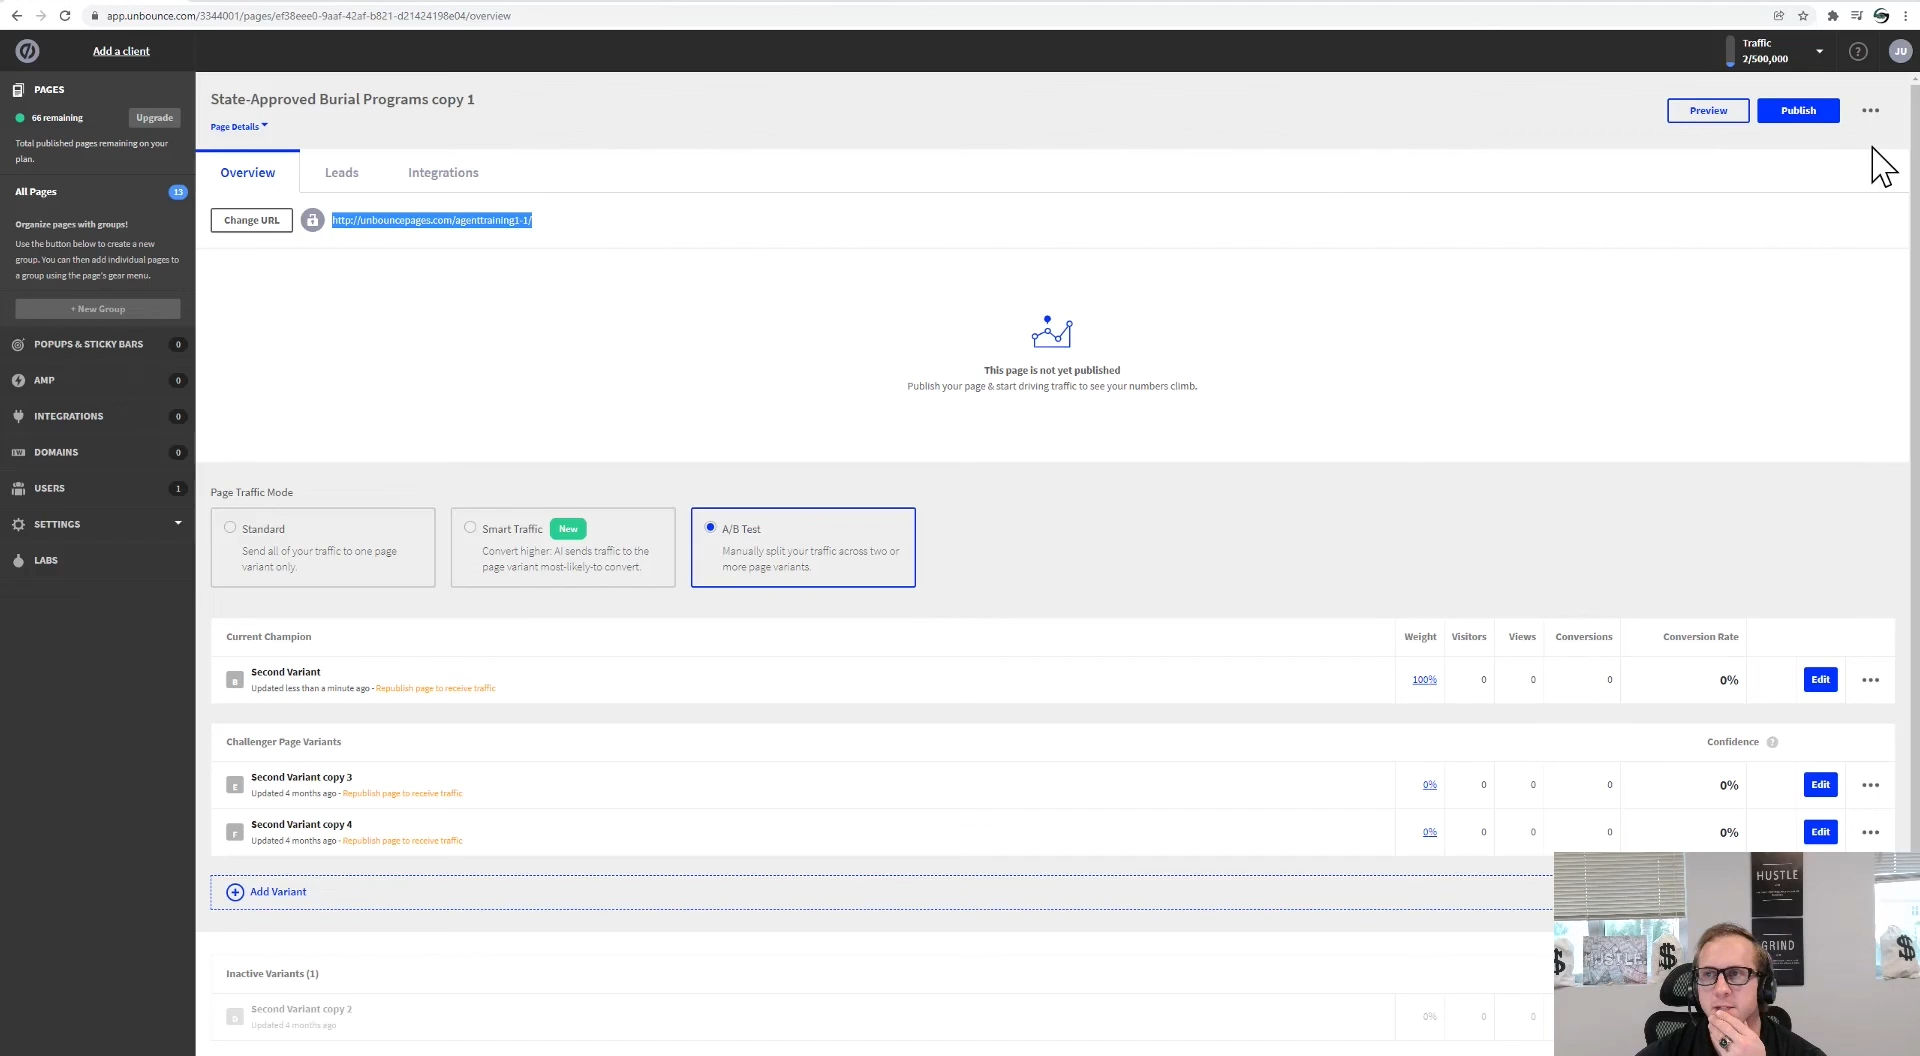 app.unbounce.com/3344001/pages/ef38eee0-9aaf-42af-b821-d21424198e04/overview
Add a client
Traffic
2/500,000
?
JU
PAGES
66 remaining
Upgrade
Total published pages remaining on your
plan.
All Pages
13
Organize pages with groups!
Use the button below to create a new
group. You can then add individual pages to
a group using the page's gear menu.
+ New Group
POPUPS & STICKY BARS
0
AMP
0
INTEGRATIONS
0
DOMAINS
0
USERS
1
SETTINGS
LABS
State-Approved Burial Programs copy 1
Page Details
Preview
Publish
Overview
Leads
Integrations
Change URL
http://unbouncepages.com/agenttraining1-1/
This page is not yet published
Publish your page & start driving traffic to see your numbers climb.
Page Traffic Mode
Standard
Send all of your traffic to one page
variant only.
Smart Traffic
New
Convert higher: AI sends traffic to the
page variant most-likely-to convert.
A/B Test
Manually split your traffic across two or
more page variants.
Current Champion
Weight
Visitors
Views
Conversions
Conversion Rate
B
Second Variant
Updated less than a minute ago - Republish page to receive traffic
100%
0
0
0
0%
Edit
Challenger Page Variants
Confidence
?
E
Second Variant copy 3
Updated 4 months ago - Republish page to receive traffic
0%
0
0
0
0%
Edit
F
Second Variant copy 4
Updated 4 months ago - Republish page to receive traffic
0%
0
0
0
0%
Edit
Add Variant
Inactive Variants (1)
D
Second Variant copy 2
Updated 4 months ago
0%
0
0
HUSTLE
GRIND
HUSTLE
$
$
$